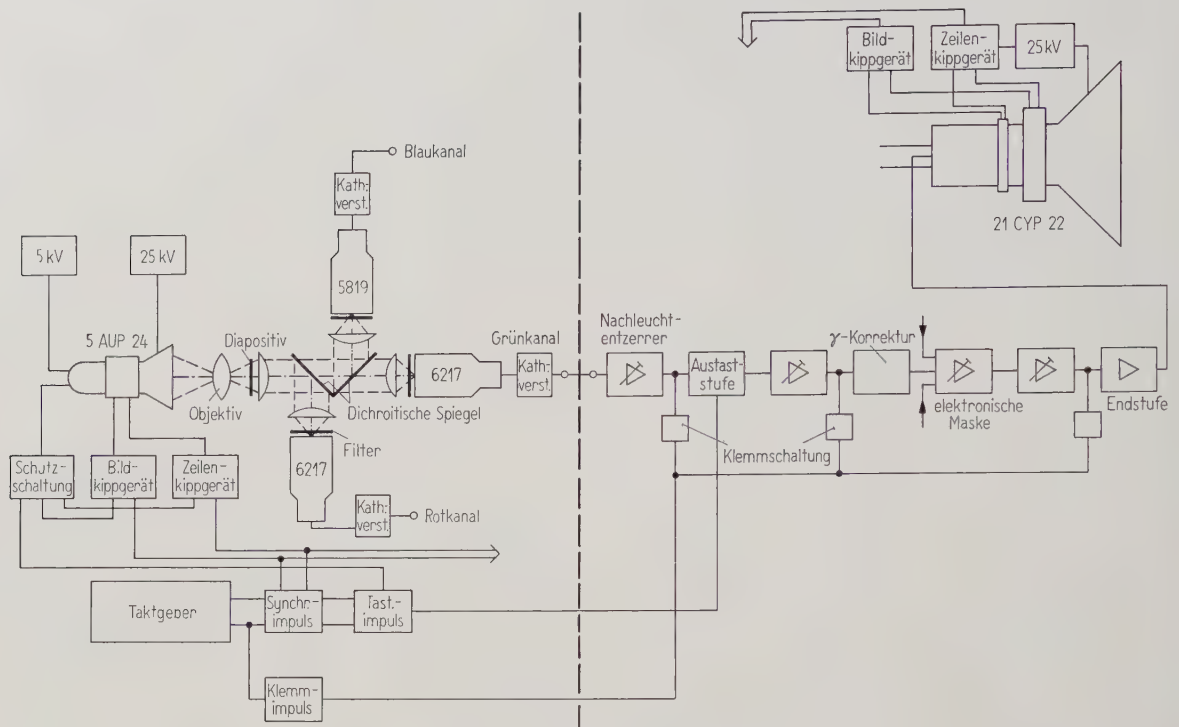 Bild-
kippgerät
Zeilen-
kippgerät
25kV
21 CYP 22
Blaukanal
Kath.-
verst.
5819
5 kV
25 kV
5 AUP 24
Diapositiv
Objektiv
Dichroitische Spiegel
Grünkanal
6217
Kath.-
verst.
Filter
6217
Kath.-
verst.
Rotkanal
Schutz-
schaltung
Bild-
kippgerät
Zeilen-
kippgerät
Taktgeber
Synchr.-
impuls
Tast.-
impuls
Klemm-
impuls
Nachleucht-
entzerrer
Austast-
stufe
γ-Korrektur
elektronische
Maske
Endstufe
Klemmschaltung